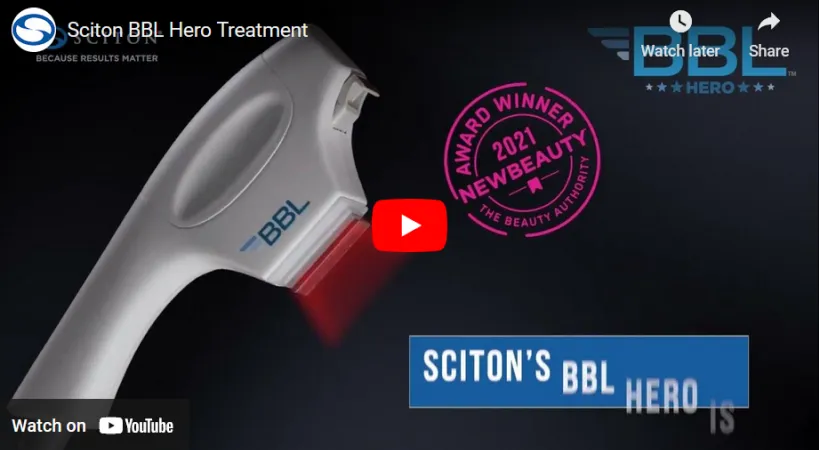 Sciton BBL Hero Treatment
SCITON®
BECAUSE RESULTS MATTER
Watch later
Share
BBL™
HERO
AWARD WINNER
2021
NEWBEAUTY
THE BEAUTY AUTHORITY
BBL
SCITON'S BBL HERO IS
Watch on YouTube